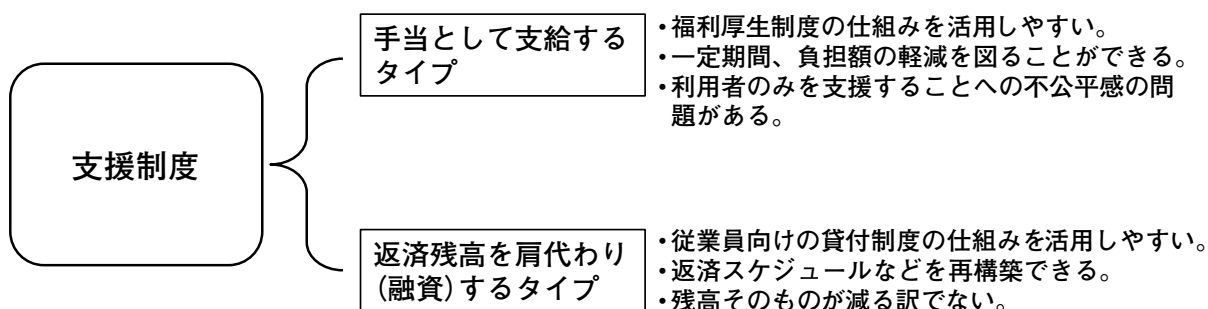 支援制度
手当として支給する
タイプ
・福利厚生制度の仕組みを活用しやすい。
・一定期間、負担額の軽減を図ることができる。
・利用者のみを支援することへの不公平感の問
題がある。
返済残高を肩代わり
(融資)するタイプ
・従業員向けの貸付制度の仕組みを活用しやすい。
・返済スケジュールなどを再構築できる。
・残高そのものが減る訳でない。